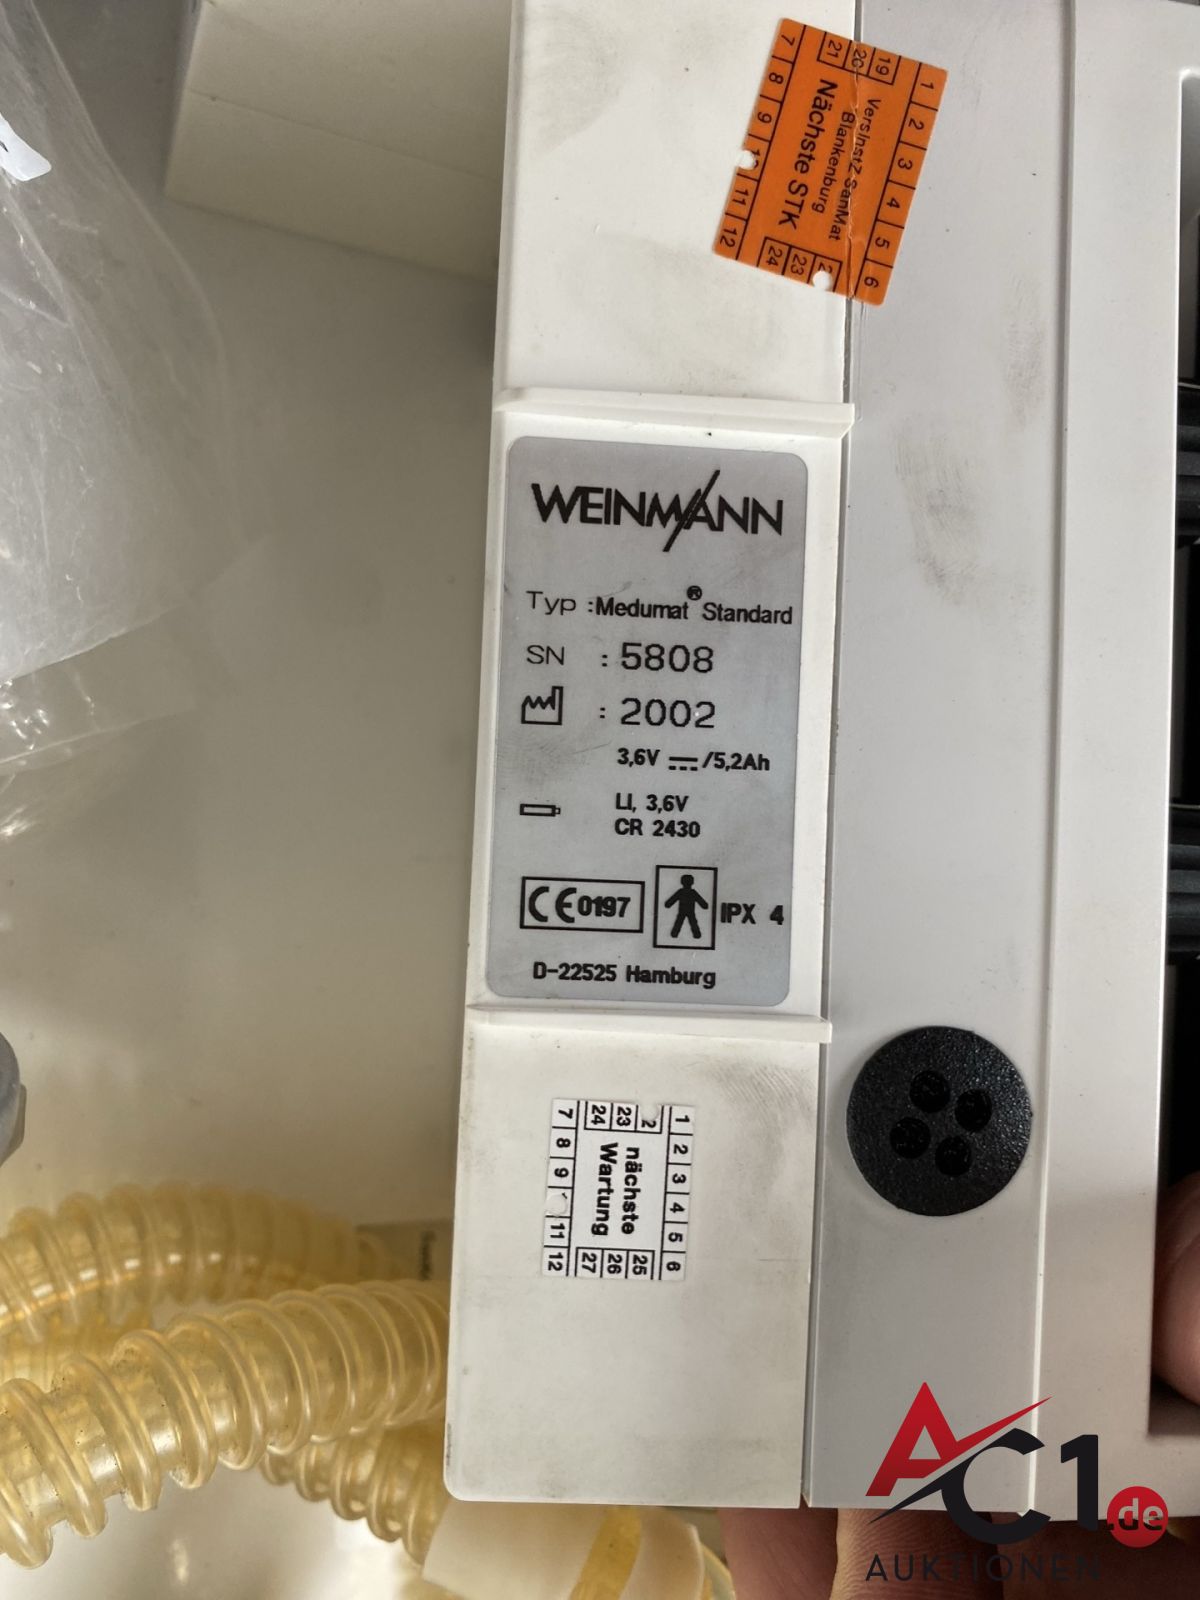 1 2 3 4 5 6
19
20
21
VersInstZ SanMat
Blankenburg
Nächste STK
23
24
7 8 9 11 12
WEINMANN
Typ :Medumat® Standard
SN : 5808
: 2002
3,6V /5,2Ah
LI, 3,6V
CR 2430
CE 0197
IPX 4
D-22525 Hamburg
1 2 3 4 5 6
23
24
nächste
Wartung
25
26
27
7 8 9 11 12
AC1.de
AUKTIONEN